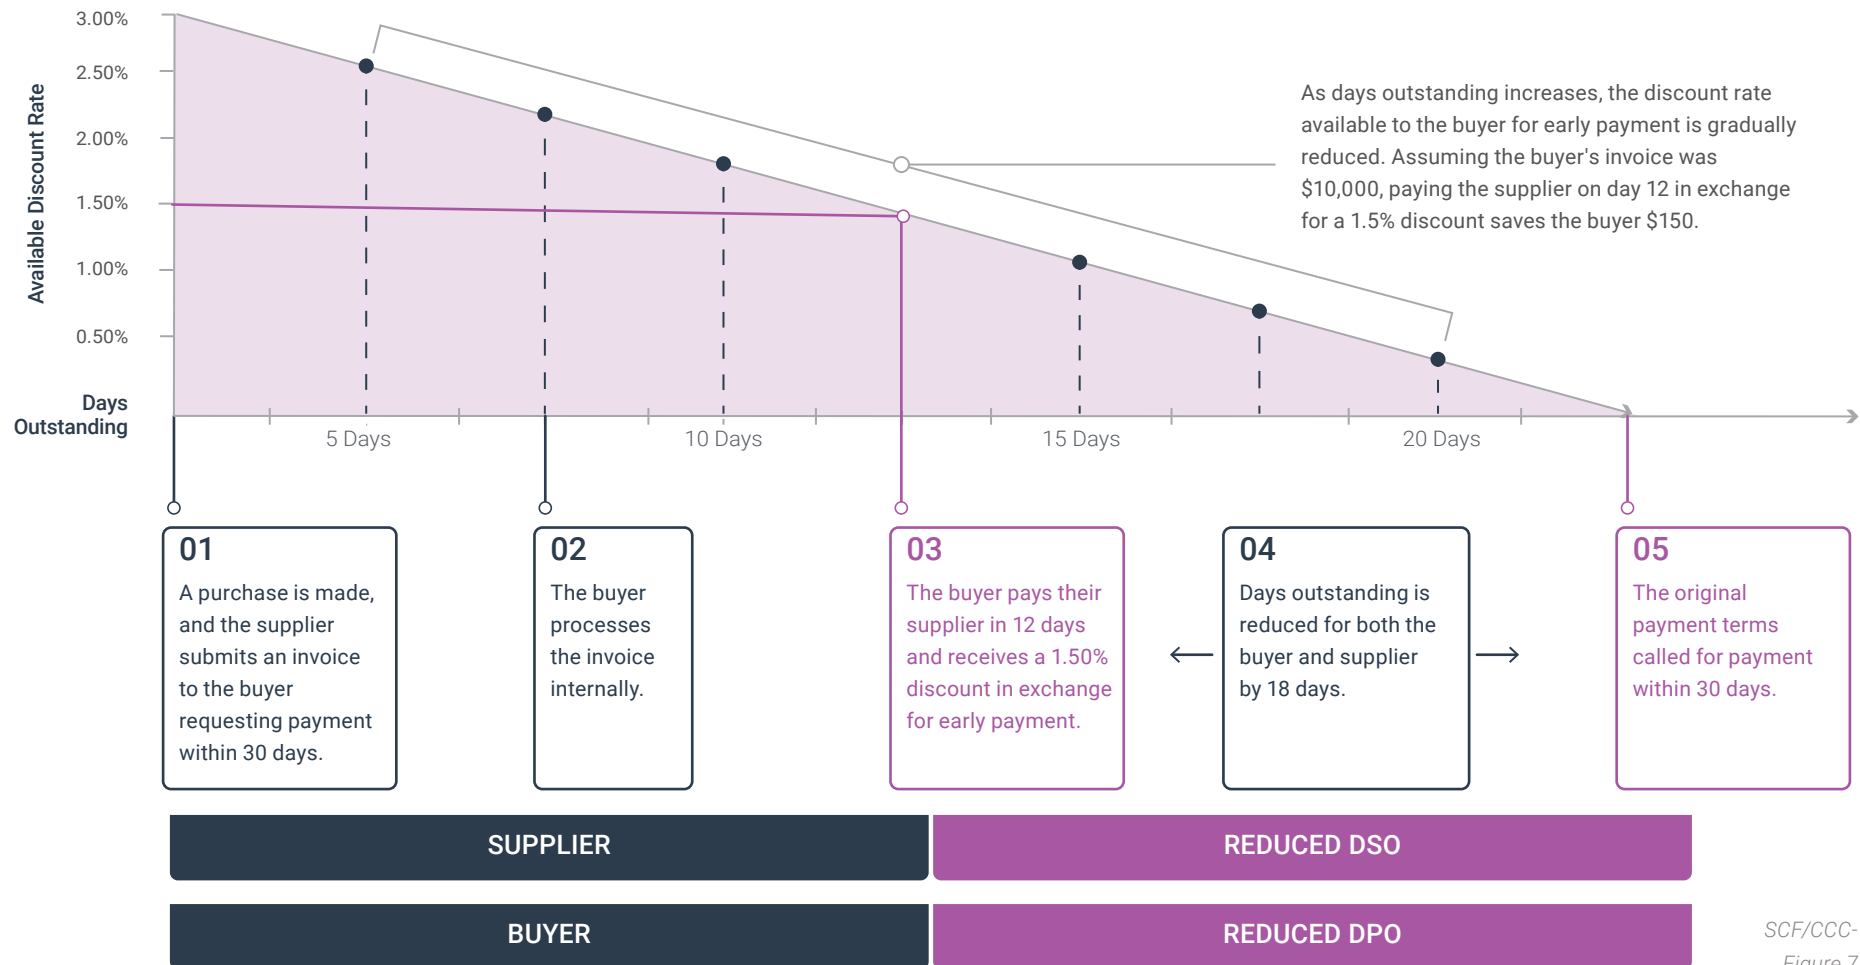 3.00%
2.50%
2.00%
1.50%
1.00%
0.50%
Available Discount Rate
Days
Outstanding
5 Days
10 Days
15 Days
20 Days
As days outstanding increases, the discount rate
available to the buyer for early payment is gradually
reduced. Assuming the buyer's invoice was
$10,000, paying the supplier on day 12 in exchange
for a 1.5% discount saves the buyer $150.
01
A purchase is made,
and the supplier
submits an invoice
to the buyer
requesting payment
within 30 days.
02
The buyer
processes
the invoice
internally.
03
The buyer pays their
supplier in 12 days
and receives a 1.50%
discount in exchange
for early payment.
04
Days outstanding is
reduced for both the
buyer and supplier
by 18 days.
05
The original
payment terms
called for payment
within 30 days.
SUPPLIER
REDUCED DSO
BUYER
REDUCED DPO
SCF/CCC-
Figure 7